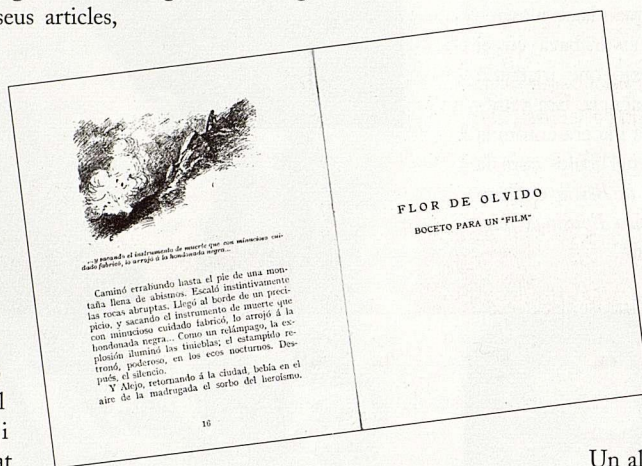 seus articles,
...y sacando el instrumento de muerte que con minucioso cui-
dado fabricó, lo arrojó á la hondonada negra...
Caminó errabundo hasta el pie de una mon-
taña llena de abismos. Escaló instintivamente
las rocas abruptas. Llegó al borde de un preci-
picio, y sacando el instrumento de muerte que
con minucioso cuidado fabricó, lo arrojó á la
hondonada negra... Como un relámpago, la ex-
plosión iluminó las tinieblas; el estampido re-
tronó, poderoso, en los ecos nocturnos. Des-
pués, el silencio.
Y Alejo, retornando á la ciudad, bebía en el
aire de la madrugada el sorbo del heroísmo.
16
FLOR DE OLVIDO
BOCETO PARA UN "FILM"
l
i
at
Un al